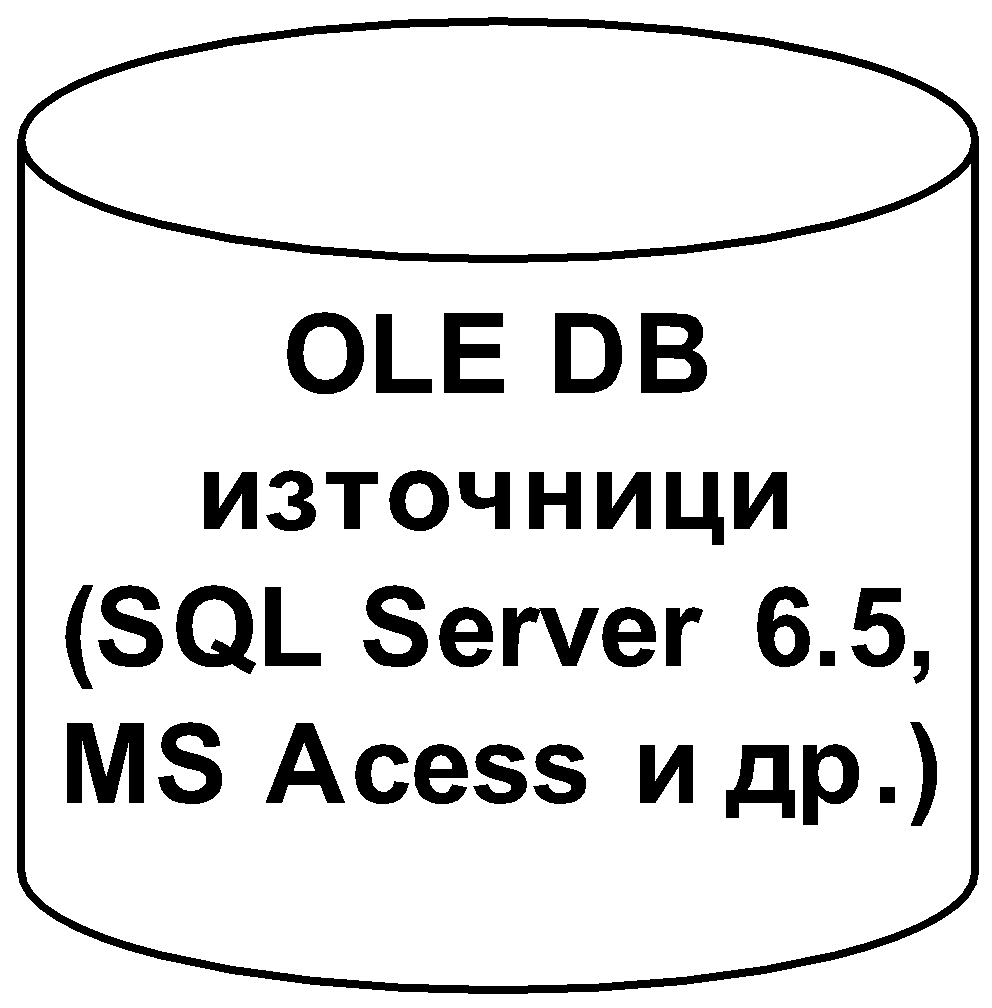 OLE DB
източници
(SQL Server 6.5,
MS Acess и др.)